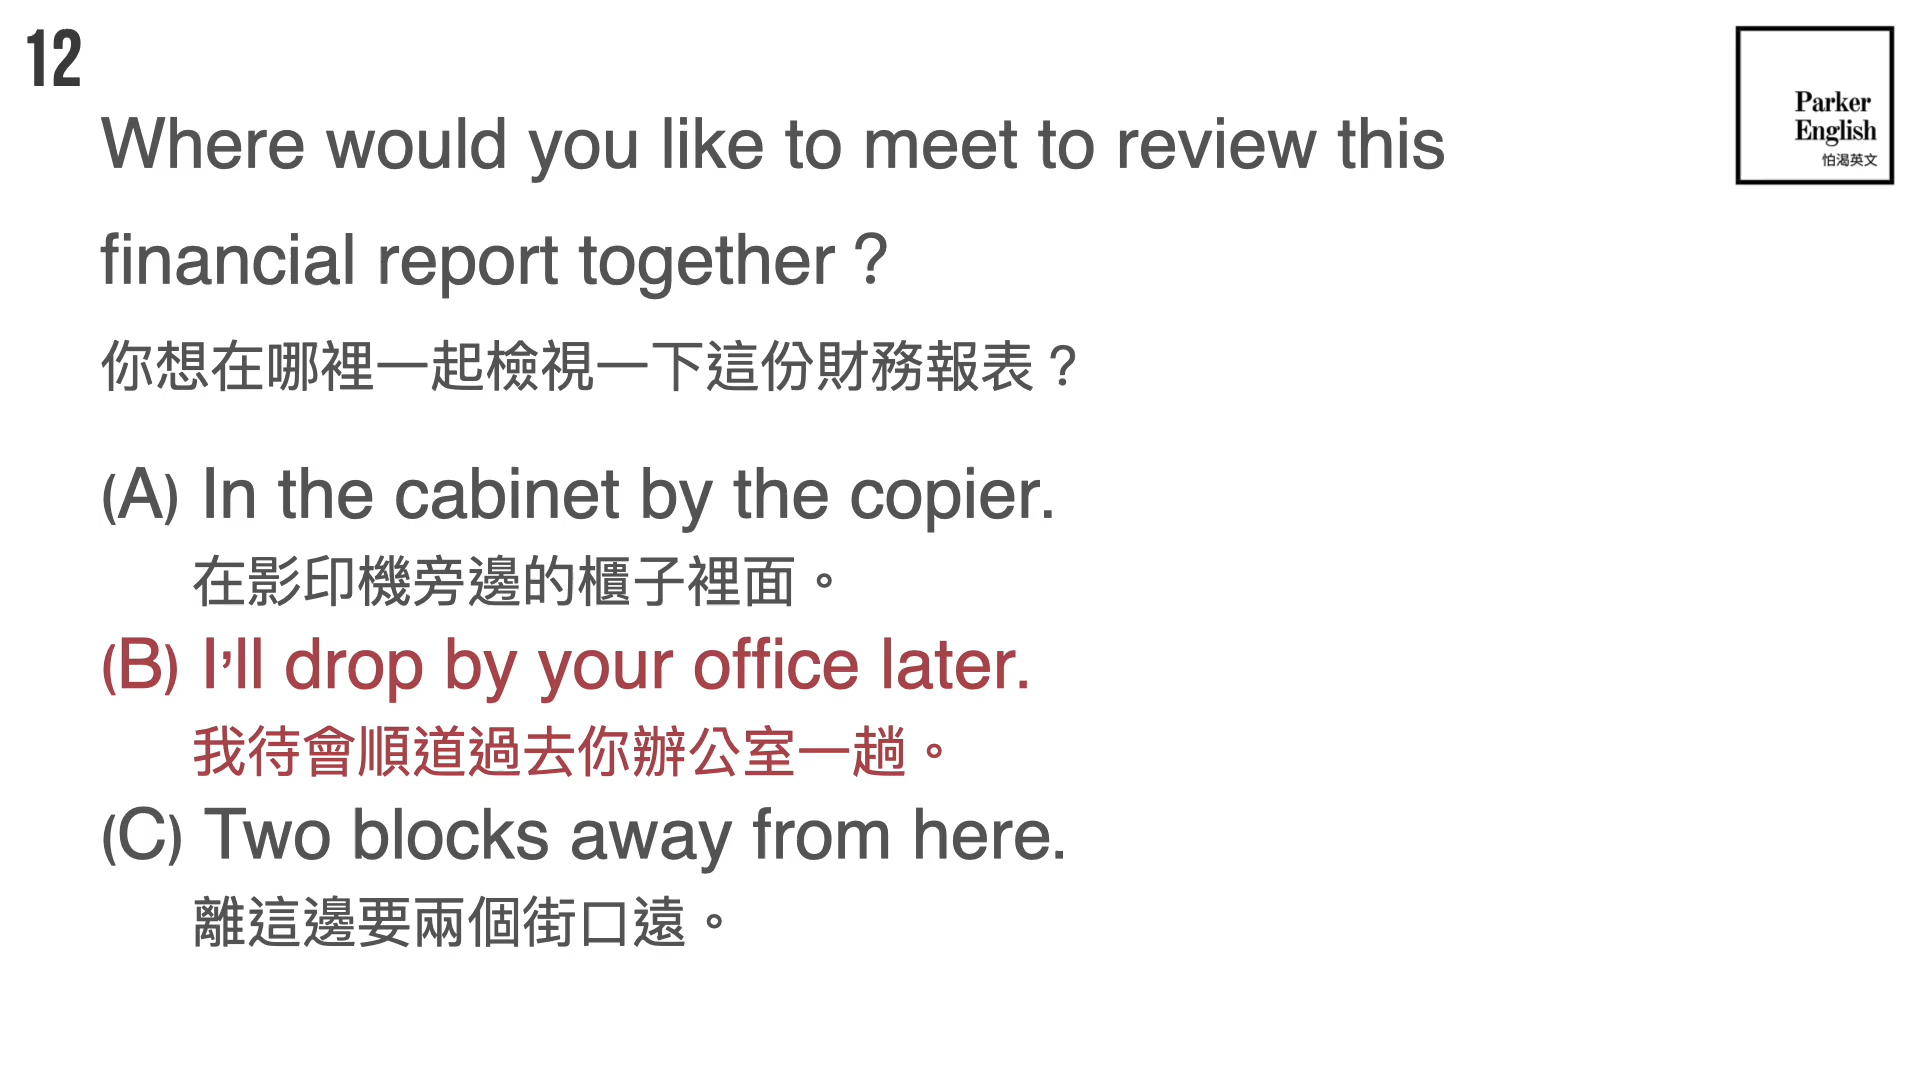 12
Parker
English
怕渴英文
Where would you like to meet to review this
financial report together？
你想在哪裡一起檢視一下這份財務報表？
(A) In the cabinet by the copier.
在影印機旁邊的櫃子裡面。
(B) I’ll drop by your office later.
我待會順道過去你辦公室一趟。
(C) Two blocks away from here.
離這邊要兩個街口遠。